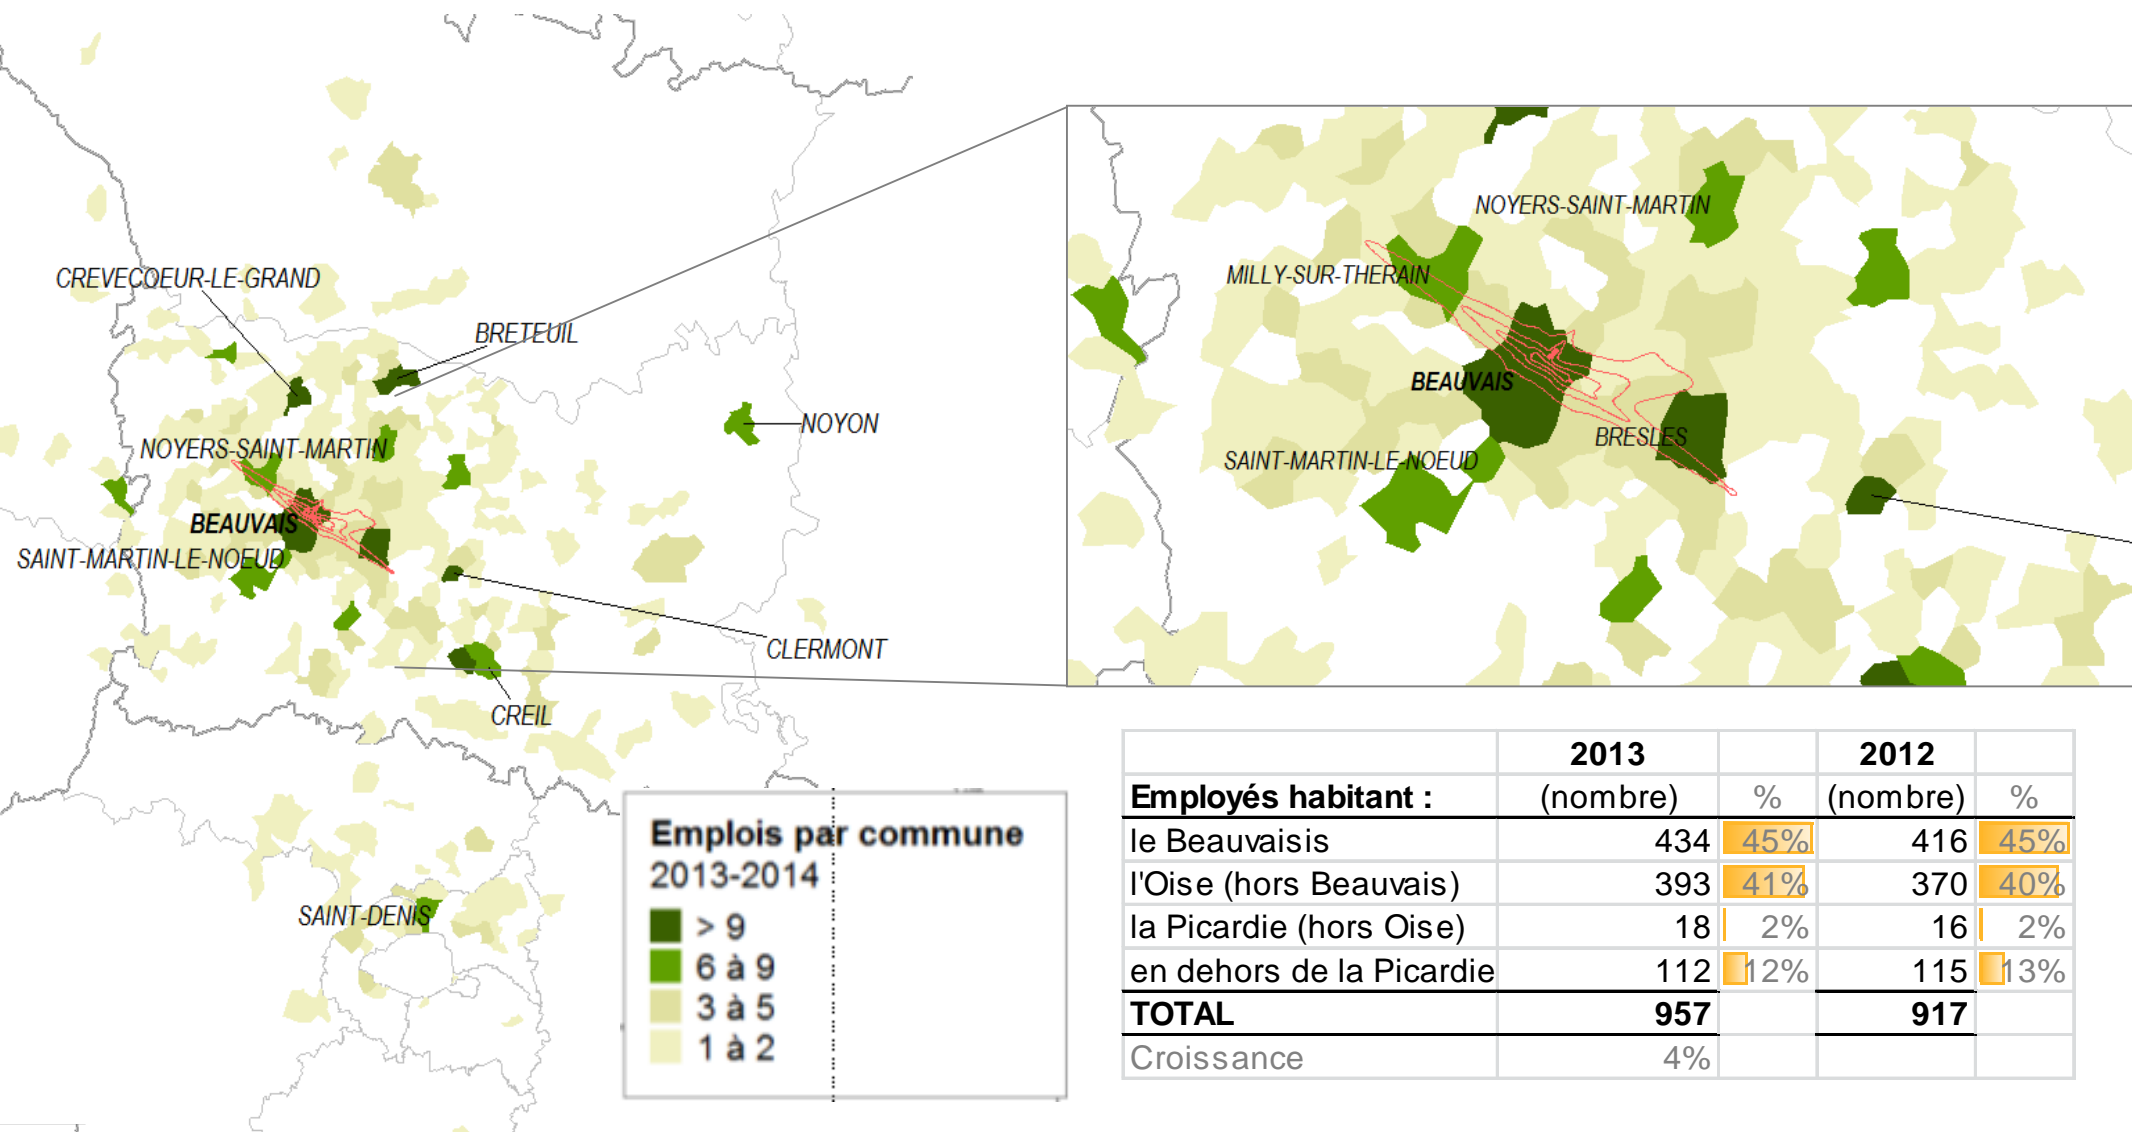 CREVECOEUR-LE-GRAND
BRETEUIL
NOYON
NOYERS-SAINT-MARTIN
BEAUVAIS
SAINT-MARTIN-LE-NOEUD
CLERMONT
CREIL
SAINT-DENIS
NOYERS-SAINT-MARTIN
MILLY-SUR-THERAIN
BEAUVAIS
BRESLES
SAINT-MARTIN-LE-NOEUD
Emplois par commune
2013-2014
> 9
6 à 9
3 à 5
1 à 2
2013 2012
Employés habitant : (nombre) % (nombre) %
le Beauvaisis 434 45% 416 45%
l'Oise (hors Beauvais) 393 41% 370 40%
la Picardie (hors Oise) 18 2% 16 2%
en dehors de la Picardie 112 12% 115 13%
TOTAL 957 917
Croissance 4%